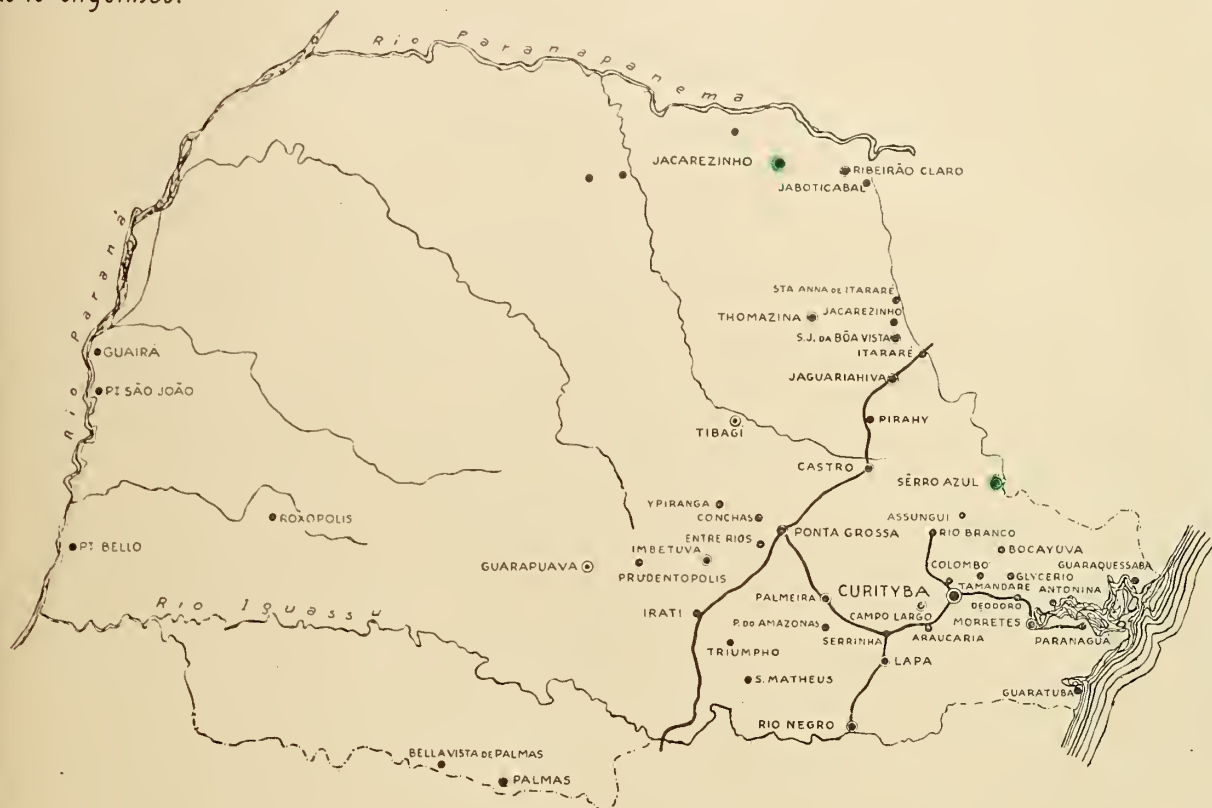 Rio Paranapanema
JACAREZINHO
RIBEIRÃO CLARO
JABOTICABAL
Rio Paraná
STA ANNA DE ITARARÉ
THOMAZINA
JACAREZINHO
S.J. DA BÔA VISTA
ITARARÉ
GUAIRÁ
JAGUARIAHIVA
PT. SÃO JOÃO
PIRAHY
TIBAGI
CASTRO
SÊRRO AZUL
YPIRANGA
ROXOPOLIS
CONCHAS
ASSUNGUI
PONTA GROSSA
RIO BRANCO
ENTRE RIOS
PT. BELLO
IMBETUVA
BOCAYUVA
GUARAPUAVA
GUARAQUESSABA
PRUDENTOPOLIS
COLOMBO
GLYCERIO
TAMANDARÉ
ANTONINA
CURITYBA
PALMEIRA
DEODORO
Rio Iguassú
IRATI
CAMPO LARGO
MORRETES
P. DO AMAZONAS
SERRINHA
ARAUCARIA
PARANAGUÁ
TRIUMPHO
LAPA
S. MATHEUS
GUARATUBA
RIO NEGRO
BELLA VISTA DE PALMAS
PALMAS